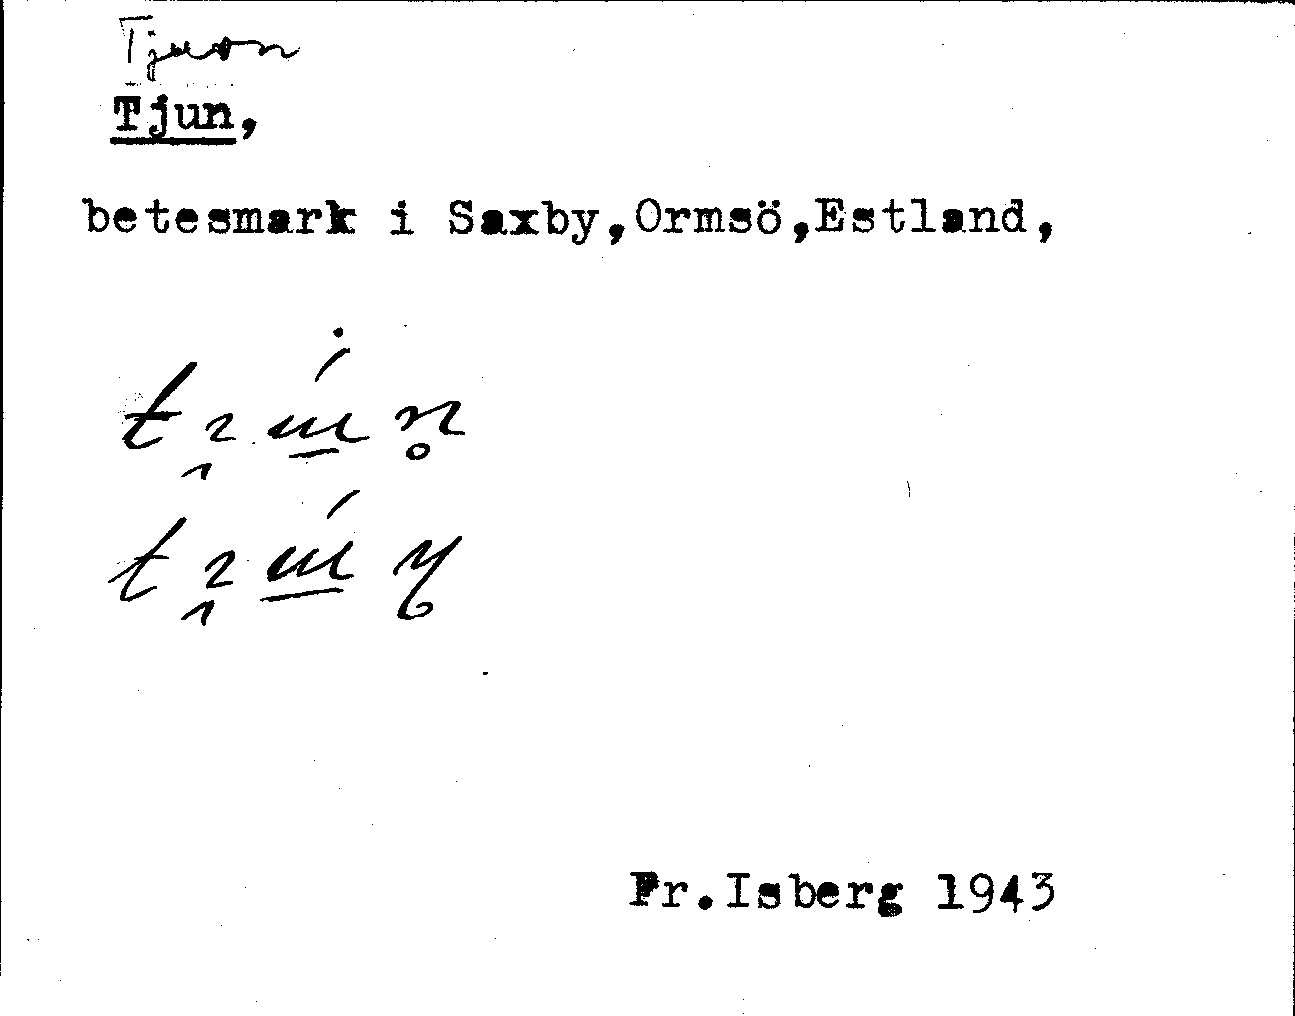 Tjuon
Tjun,
betesmark i Saxby,Ormsö,Estland,
Fr.Isberg 1943